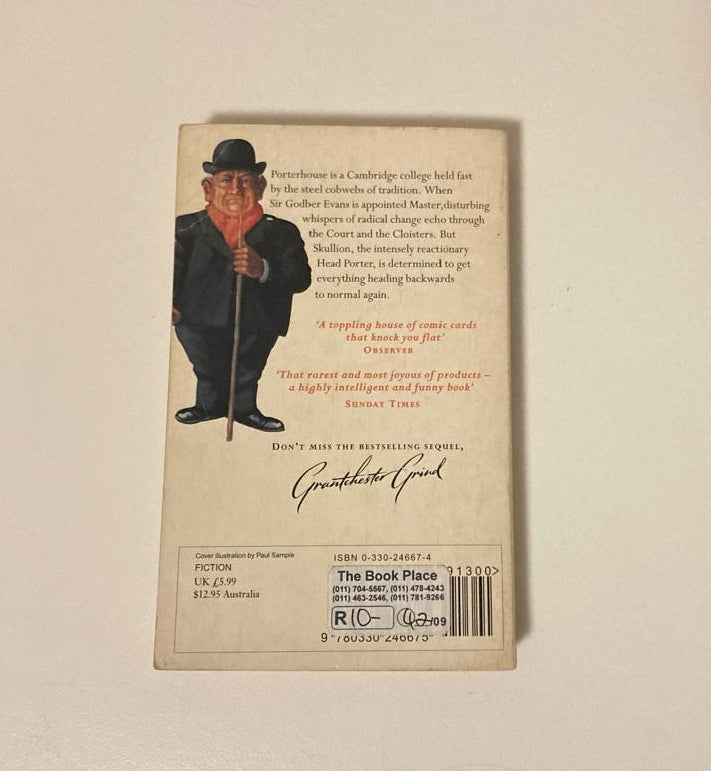 Porterhouse is a Cambridge college held fast
by the steel cobwebs of tradition. When
Sir Godber Evans is appointed Master,disturbing
whispers of radical change echo through
the Court and the Cloisters. But
Skullion, the intensely reactionary
Head Porter, is determined to get
everything heading backwards
to normal again.
'A toppling house of comic cards
that knock you flat'
OBSERVER
'That rarest and most joyous of products –
a highly intelligent and funny book'
SUNDAY TIMES
DON'T MISS THE BESTSELLING SEQUEL,
Grantchester Grind
Cover illustration by Paul Sample
FICTION
UK £5.99
$12.95 Australia
ISBN 0-330-24667-4
91300>
The Book Place
(011) 704-5567, (011) 478-4243
(011) 463-2546, (011) 781-9266
R10-
/09
9 780330 246675